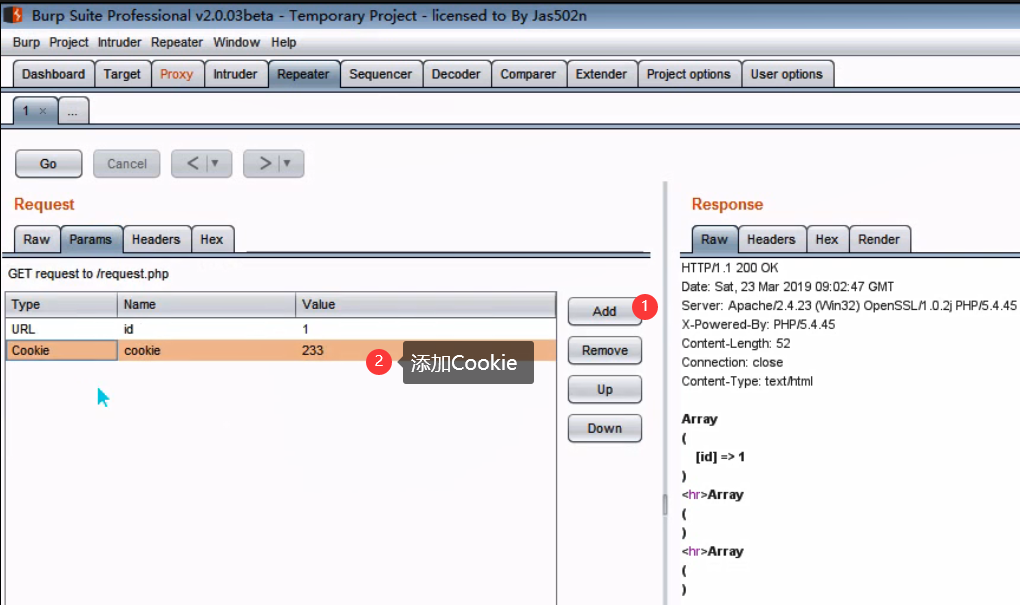 Burp Suite Professional v2.0.03beta - Temporary Project - licensed to By Jas502n
Burp Project Intruder Repeater Window Help
Dashboard Target Proxy Intruder Repeater Sequencer Decoder Comparer Extender Project options User options
1 × ...
Go Cancel < > 
Request
Raw Params Headers Hex
GET request to /request.php
Type Name Value
URL id 1
Cookie cookie 233
2 添加Cookie
Add 1
Remove
Up
Down
Response
Raw Headers Hex Render
HTTP/1.1 200 OK
Date: Sat, 23 Mar 2019 09:02:47 GMT
Server: Apache/2.4.23 (Win32) OpenSSL/1.0.2j PHP/5.4.45
X-Powered-By: PHP/5.4.45
Content-Length: 52
Connection: close
Content-Type: text/html
Array
(
[id] => 1
)
<hr>Array
(
)
<hr>Array
(
)